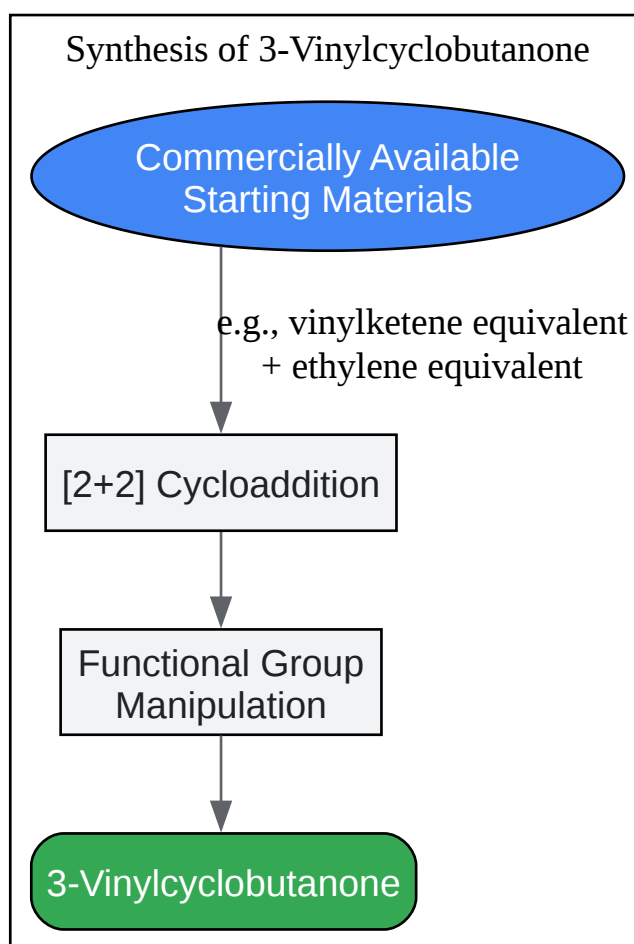 Synthesis of 3-Vinylcyclobutanone
Commercially Available
Starting Materials
e.g., vinylketene equivalent
+ ethylene equivalent
[2+2] Cycloaddition
Functional Group
Manipulation
3-Vinylcyclobutanone